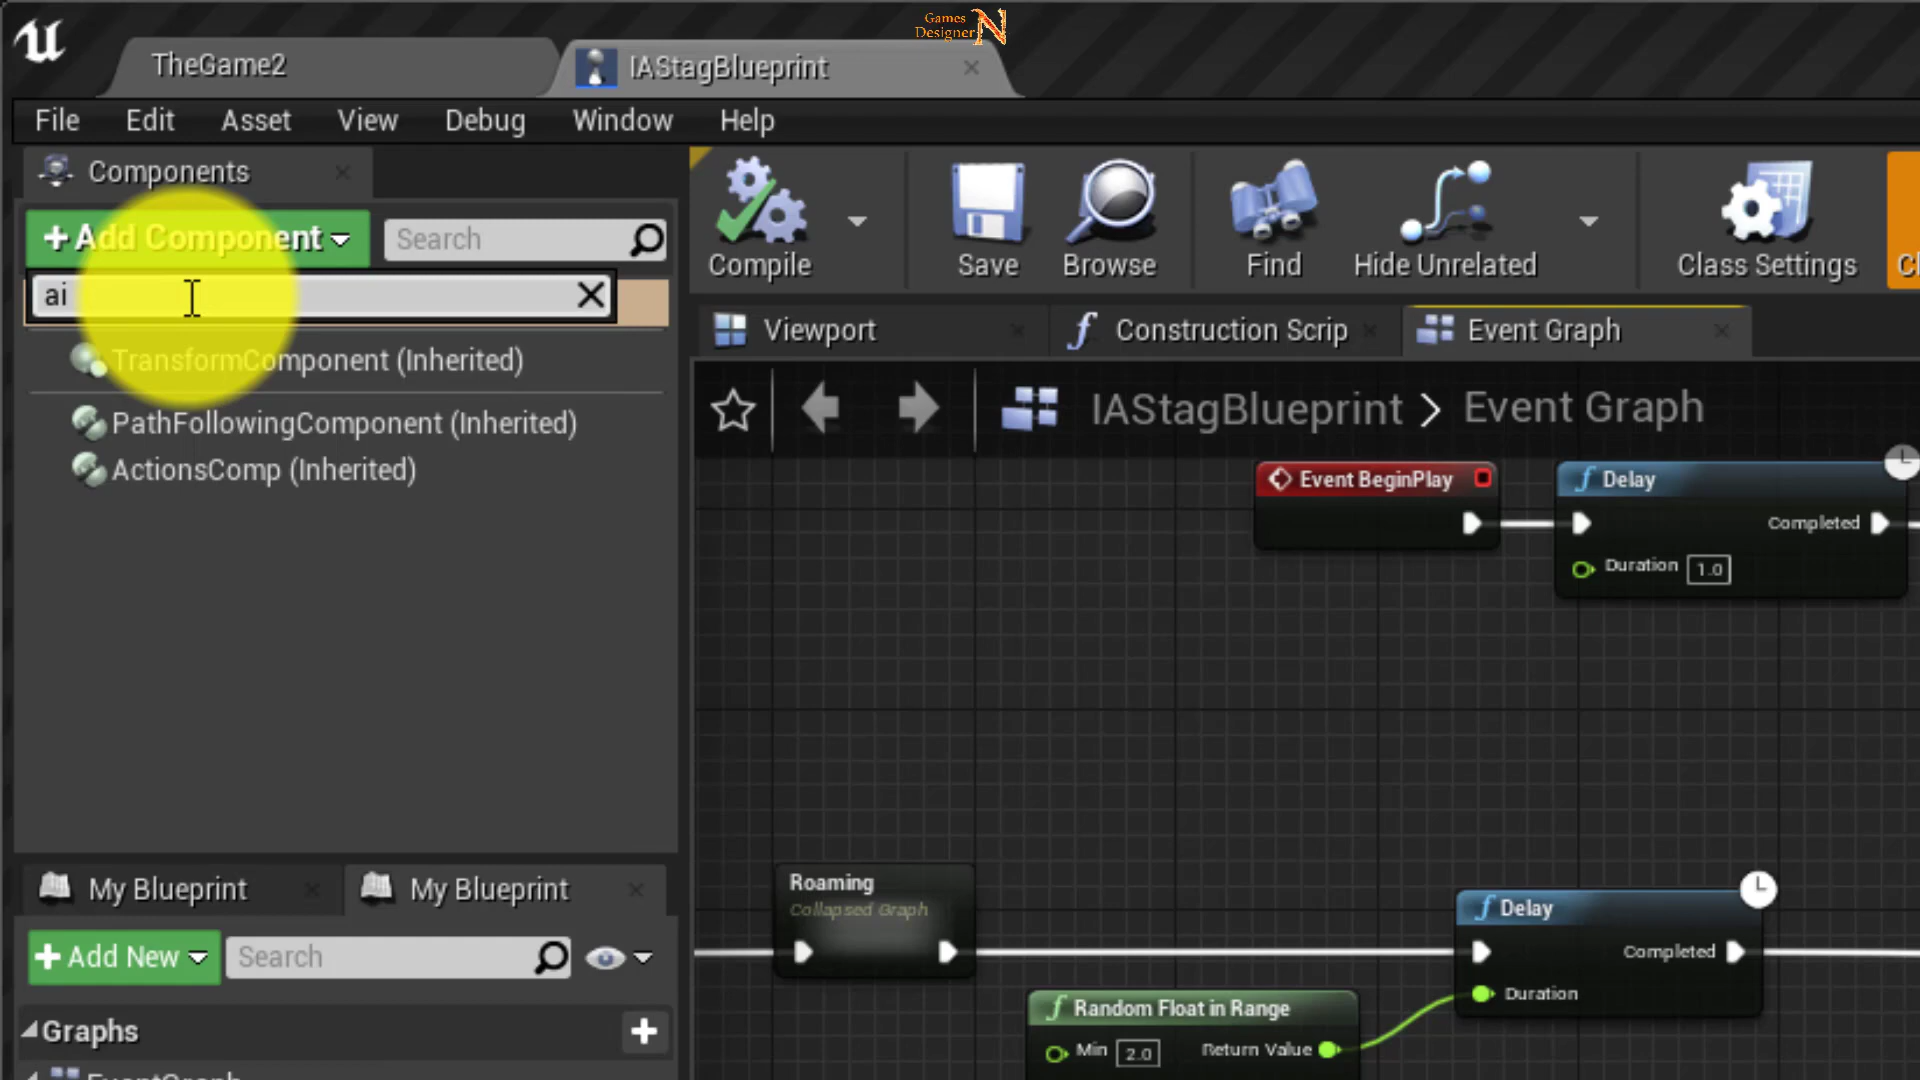 Games
Designer N
TheGame2
IAStagBlueprint
File Edit Asset View Debug Window Help
Components
+ Add Component
Search
ai
TransformComponent (Inherited)
PathFollowingComponent (Inherited)
ActionsComp (Inherited)
Compile
Save
Browse
Find
Hide Unrelated
Class Settings
Viewport
Construction Scrip
Event Graph
IAStagBlueprint > Event Graph
Event BeginPlay
Delay
Completed
Duration 1.0
Roaming
Collapsed Graph
Delay
Completed
Duration
Random Float in Range
Min 2.0
Return Value
My Blueprint
My Blueprint
+ Add New
Search
Graphs
EventGraph